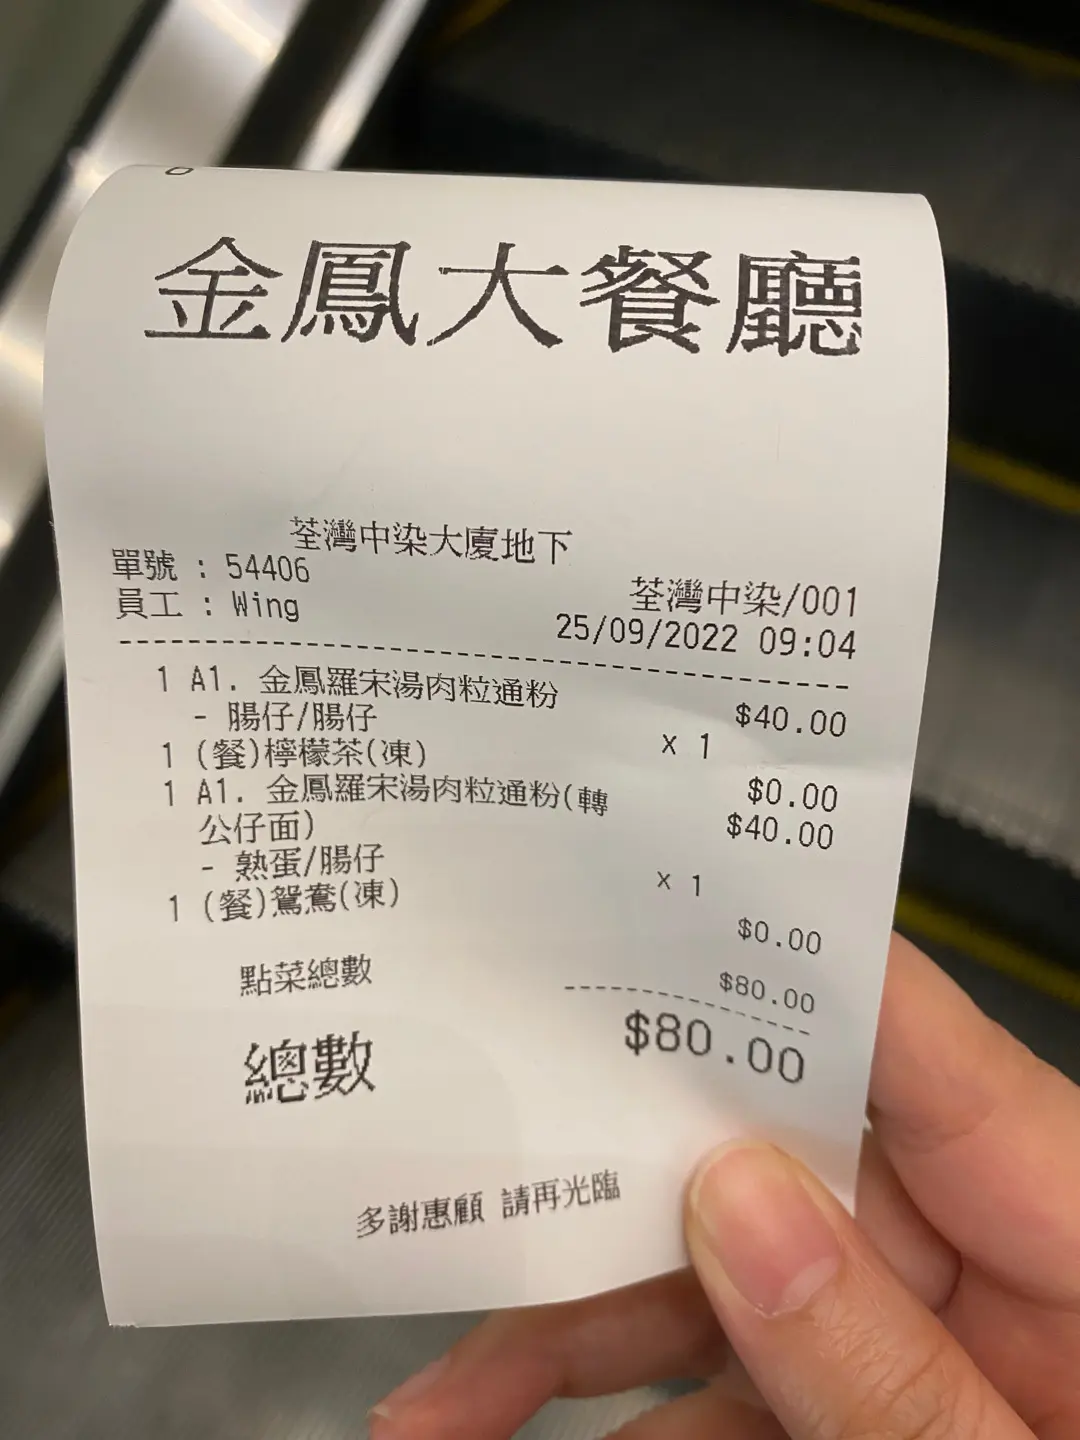 金鳳大餐廳
荃灣中染大廈地下
單號 : 54406
荃灣中染/001
員工 : Wing
25/09/2022 09:04
1 A1. 金鳳羅宋湯肉粒通粉 $40.00
- 腸仔/腸仔 x 1
1 (餐)檸檬茶(凍) $0.00
1 A1. 金鳳羅宋湯肉粒通粉(轉 $40.00
公仔面)
- 熟蛋/腸仔 x 1
1 (餐)鴛鴦(凍) $0.00
點菜總數 $80.00
總數 $80.00
多謝惠顧 請再光臨